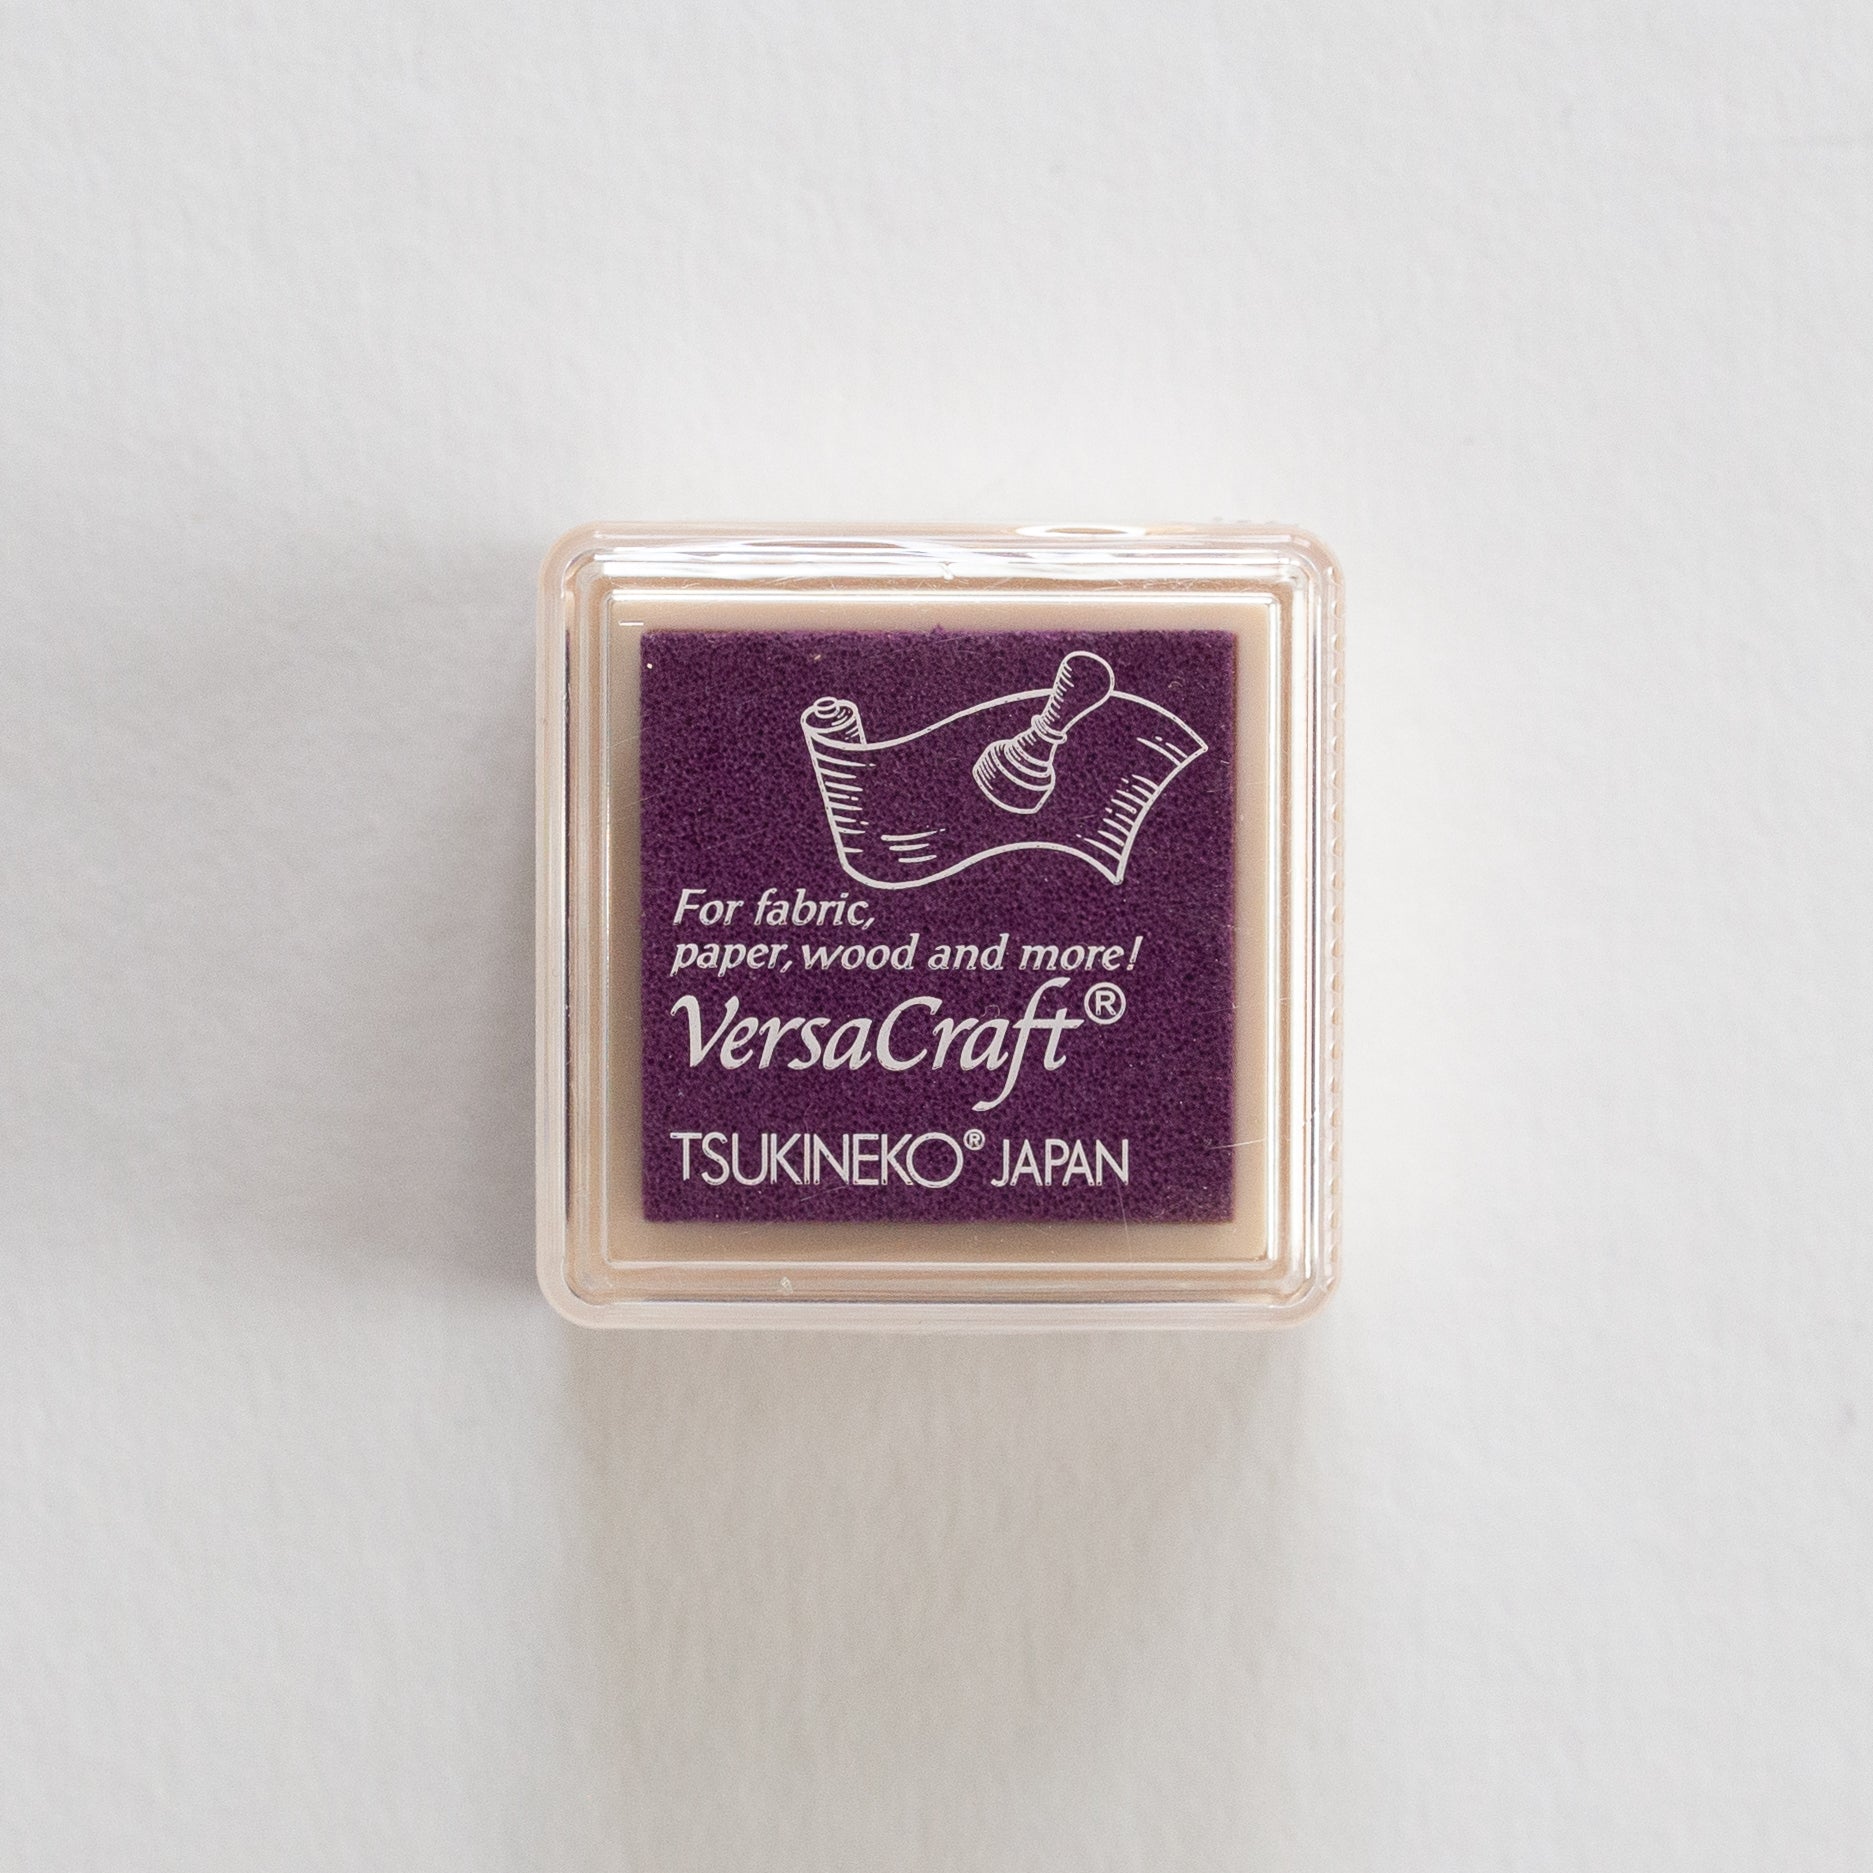 For fabric,
paper, wood and more!
VersaCraft®
TSUKINEKO® JAPAN